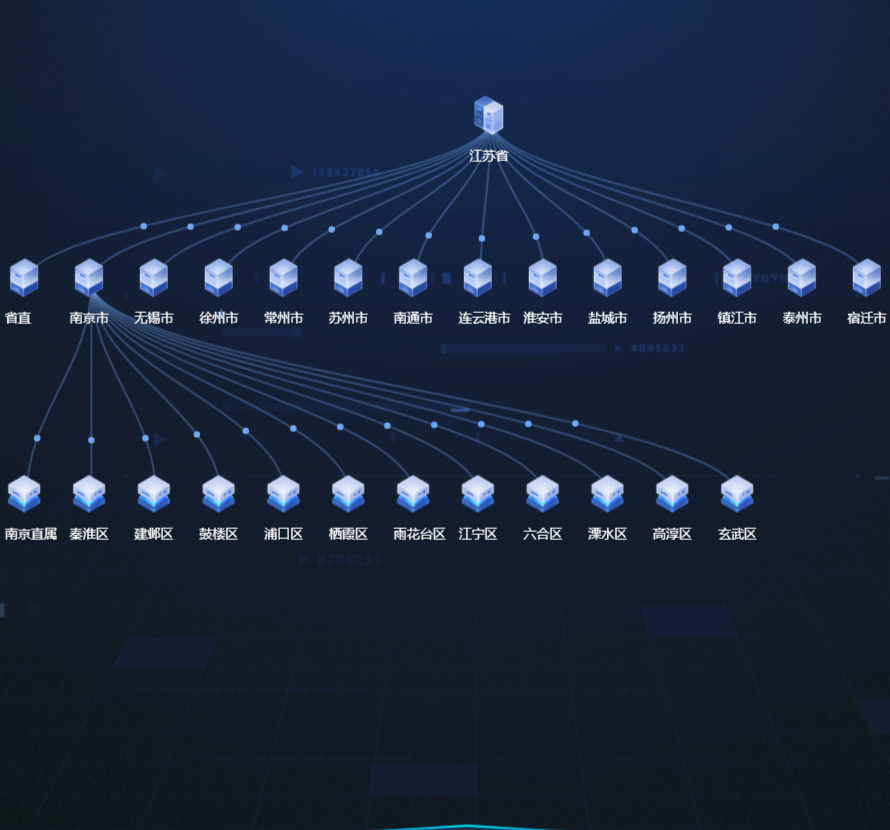 江苏省
158627855
省直
南京市
无锡市
徐州市
常州市
苏州市
南通市
连云港市
淮安市
盐城市
扬州市
镇江市
泰州市
宿迁市
4895631
南京直属
秦淮区
建邺区
鼓楼区
浦口区
栖霞区
雨花台区
江宁区
六合区
溧水区
高淳区
玄武区
8789231